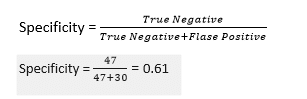 Specificity = True Negative / True Negative+Flase Positive
Specificity = 47 / 47+30 = 0.61